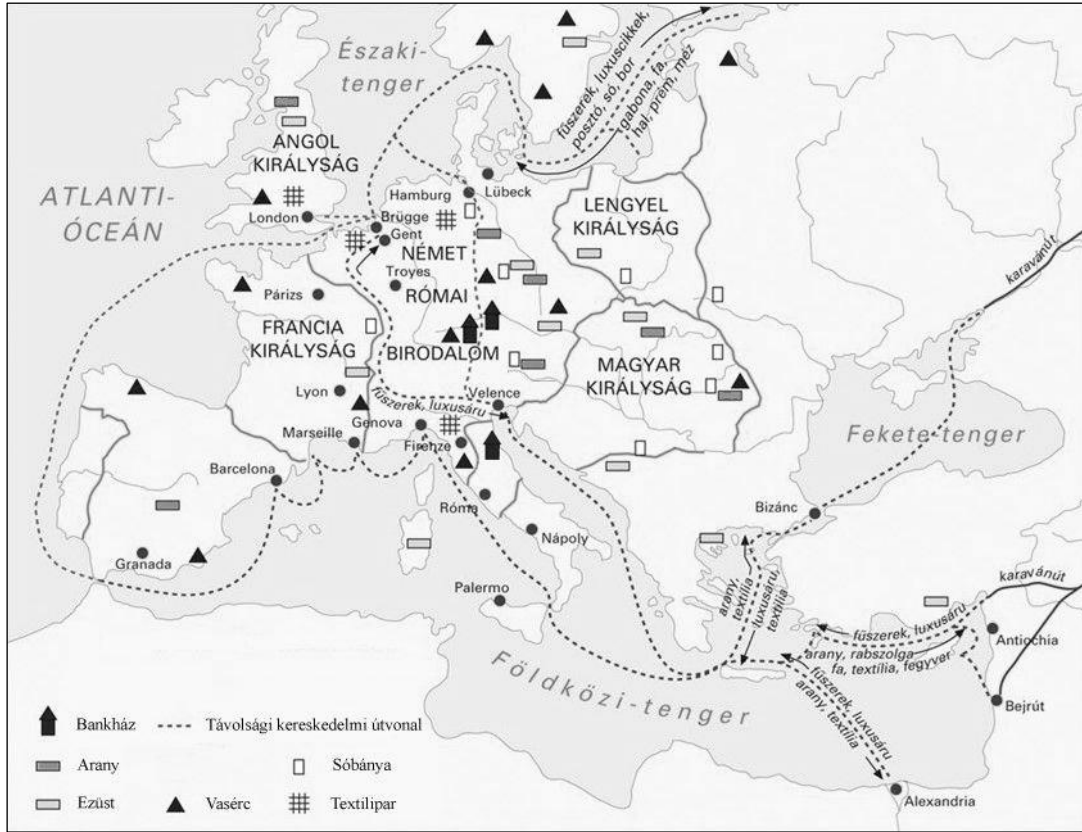 Északi-
tenger
fűszerek, luxuscikkek,
posztó, só, bor
gabona, fa,
hal, prém, méz
ANGOL
KIRÁLYSÁG
ATLANTI-
ÓCEÁN
London
Hamburg
Lübeck
Brügge
Gent
NÉMET
LENGYEL
KIRÁLYSÁG
Troyes
RÓMAI
Párizs
FRANCIA
KIRÁLYSÁG
BIRODALOM
MAGYAR
KIRÁLYSÁG
karavánút
Lyon
Velence
fűszerek, luxusáru
Genova
Marseille
Firenze
Fekete-tenger
Barcelona
Róma
Bizánc
Nápoly
Granada
Palermo
arany,
textília
luxusáru,
textília
karavánút
fűszerek, luxusáru
Antiochia
arany, rabszolga
fa, textília, fegyver
Földközi-tenger
fűszerek, luxusáru
arany, textília
Bejrút
Alexandria
Bankház
Távolsági kereskedelmi útvonal
Arany
Sóbánya
Ezüst
Vasérc
Textilipar